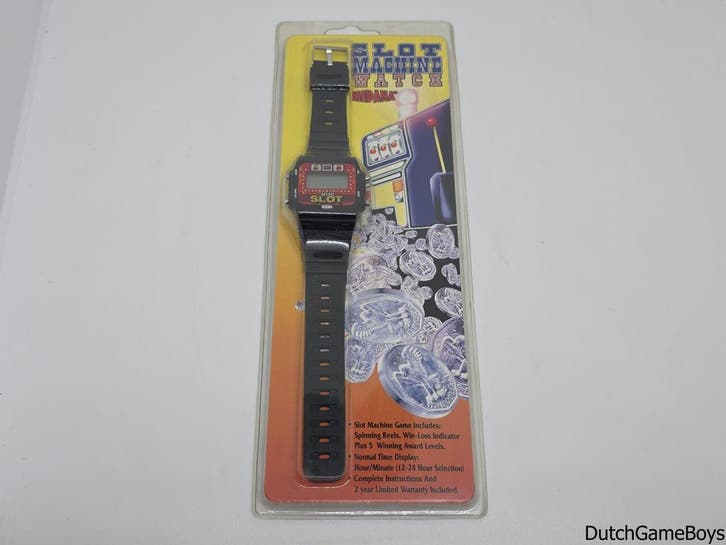 SLOT
MACHINE
WATCH
SLOT
• Slot Machine Game Includes:
Spinning Reels, Win-Loss Indicator
Plus 5 Winning Award Levels.
• Normal Time Display:
Hour/Minute (12-24 Hour Selection)
• Complete Instructions And
2 year Limited Warranty Included.
DutchGameBoys